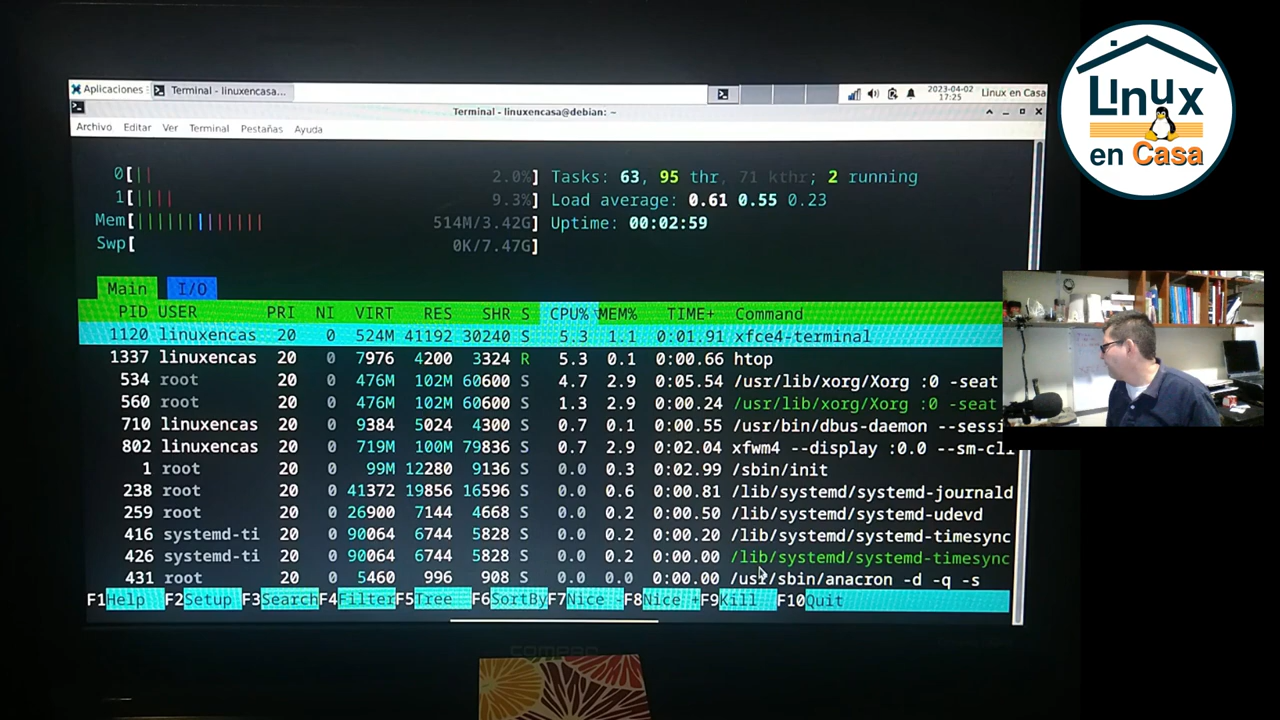 Aplicaciones
Terminal - linuxencasa...
2023-04-02
17:25
Linux en Casa
Terminal - linuxencasa@debian: ~
Archivo Editar Ver Terminal Pestañas Ayuda
0[|| 2.0%] Tasks: 63, 95 thr, 71 kthr; 2 running
1[|||| 9.3%] Load average: 0.61 0.55 0.23
Mem[||||||||||||| 514M/3.42G] Uptime: 00:02:59
Swp[ 0K/7.47G]
Main I/O
PID USER PRI NI VIRT RES SHR S CPU% MEM% TIME+ Command
1120 linuxencas 20 0 524M 41192 30240 S 5.3 1.1 0:01.91 xfce4-terminal
1337 linuxencas 20 0 7976 4200 3324 R 5.3 0.1 0:00.66 htop
534 root 20 0 476M 102M 60600 S 4.7 2.9 0:05.54 /usr/lib/xorg/Xorg :0 -seat
560 root 20 0 476M 102M 60600 S 1.3 2.9 0:00.24 /usr/lib/xorg/Xorg :0 -seat
710 linuxencas 20 0 9384 5024 4300 S 0.7 0.1 0:00.55 /usr/bin/dbus-daemon --sessi
802 linuxencas 20 0 719M 100M 79836 S 0.7 2.9 0:02.04 xfwm4 --display :0.0 --sm-cli
1 root 20 0 99M 12280 9136 S 0.0 0.3 0:02.99 /sbin/init
238 root 20 0 41372 19856 16596 S 0.0 0.6 0:00.81 /lib/systemd/systemd-journald
259 root 20 0 26900 7144 4668 S 0.0 0.2 0:00.50 /lib/systemd/systemd-udevd
416 systemd-ti 20 0 90064 6744 5828 S 0.0 0.2 0:00.20 /lib/systemd/systemd-timesync
426 systemd-ti 20 0 90064 6744 5828 S 0.0 0.2 0:00.00 /lib/systemd/systemd-timesync
431 root 20 0 5460 996 908 S 0.0 0.0 0:00.00 /usr/sbin/anacron -d -q -s
F1Help F2Setup F3Search F4Filter F5Tree F6SortBy F7Nice - F8Nice + F9Kill F10Quit
COMPAQ
Linux
en Casa